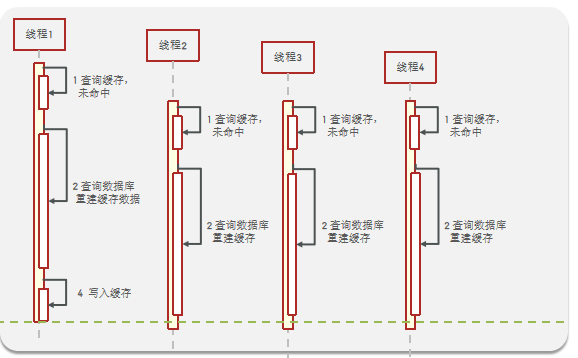 线程1
线程2
线程3
线程4
1 查询缓存，
未命中
2 查询数据库
重建缓存数据
4 写入缓存
1 查询缓存，
未命中
2 查询数据库
重建缓存
1 查询缓存，
未命中
2 查询数据库
重建缓存
1 查询缓存，
未命中
2 查询数据库
重建缓存